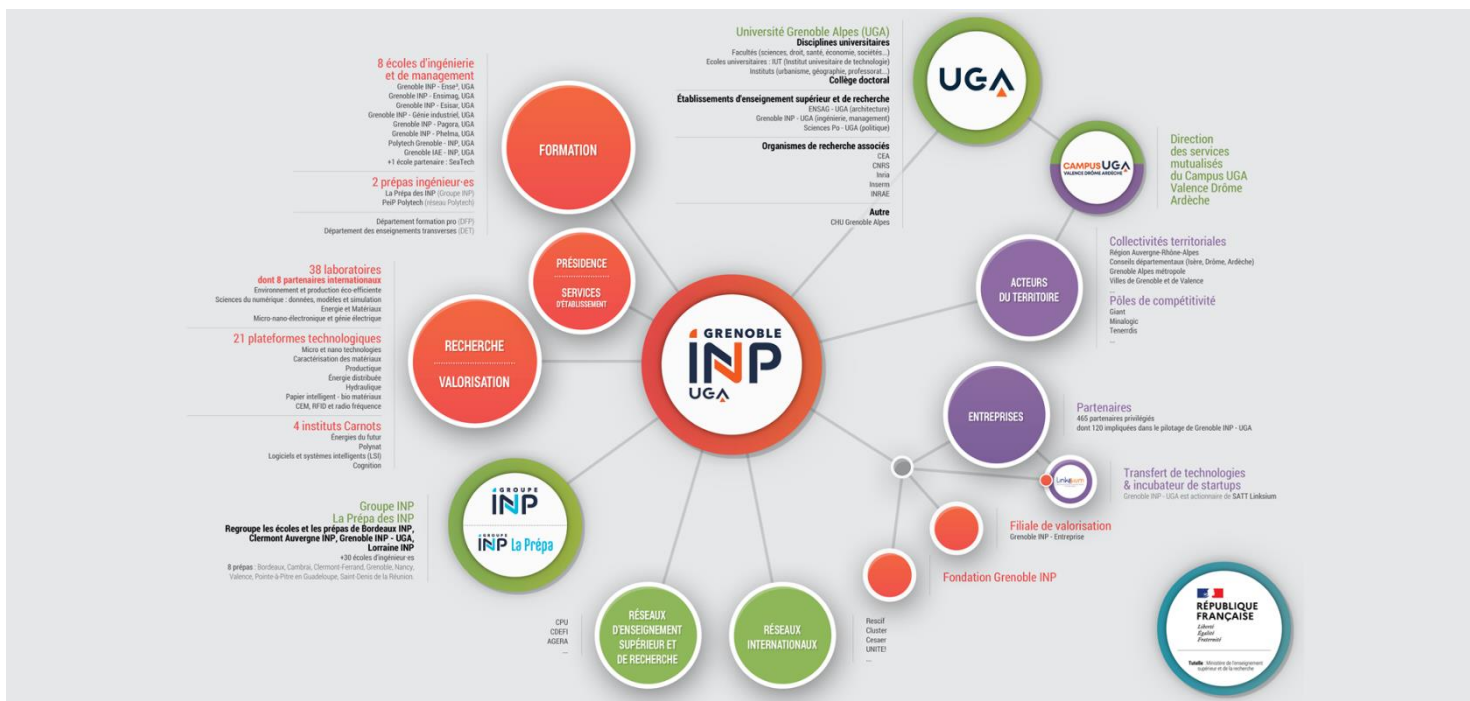 8 écoles d'ingénierie
et de management
Grenoble INP - Ense³, UGA
Grenoble INP - Ensimag, UGA
Grenoble INP - Esisar, UGA
Grenoble INP - Génie industriel, UGA
Grenoble INP - Pagora, UGA
Grenoble INP - Phelma, UGA
Polytech Grenoble - INP, UGA
Grenoble IAE - INP, UGA
+1 école partenaire : SeaTech
2 prépas ingénieur·es
La Prépa des INP (Groupe INP)
PeiP Polytech (réseau Polytech)
Département formation pro (DFP)
Département des enseignements transverses (DET)
FORMATION
Université Grenoble Alpes (UGA)
Disciplines universitaires
Facultés (sciences, droit, santé, économie, sociétés...)
Ecoles universitaires : IUT (Institut univesitaire de technologie)
Instituts (urbanisme, géographie, professorat...)
Collège doctoral
Établissements d'enseignement supérieur et de recherche
ENSAG - UGA (architecture)
Grenoble INP - UGA (ingénierie, management)
Sciences Po - UGA (politique)
Organismes de recherche associés
CEA
CNRS
Inria
Inserm
INRAE
Autre
CHU Grenoble Alpes
UGA
CAMPUS UGA
VALENCE DRÔME ARDÈCHE
Direction
des services
mutualisés
du Campus UGA
Valence Drôme
Ardèche
PRÉSIDENCE
SERVICES
D'ÉTABLISSEMENT
38 laboratoires
dont 8 partenaires internationaux
Environnement et production éco-efficiente
Sciences du numérique : données, modèles et simulation
Energie et Matériaux
Micro-nano-électronique et génie électrique
21 plateformes technologiques
Micro et nano technologies
Caractérisation des matériaux
Productique
Énergie distribuée
Hydraulique
Papier intelligent - bio matériaux
CEM, RFID et radio fréquence
4 instituts Carnots
Énergies du futur
Polynat
Logiciels et systèmes intelligents (LSI)
Cognition
RECHERCHE
VALORISATION
GRENOBLE
INP
UGA
ACTEURS
DU TERRITOIRE
Collectivités territoriales
Région Auvergne-Rhône-Alpes
Conseils départementaux (Isère, Drôme, Ardèche)
Grenoble Alpes métropole
Villes de Grenoble et de Valence
...
Pôles de compétitivité
Giant
Minalogic
Tenerrdis
...
ENTREPRISES
Partenaires
465 partenaires privilégiés
dont 120 impliquées dans le pilotage de Grenoble INP - UGA
Linksium
Transfert de technologies
& incubateur de startups
Grenoble INP - UGA est actionnaire de SATT Linksium
Filiale de valorisation
Grenoble INP - Entreprise
Fondation Grenoble INP
Groupe INP
La Prépa des INP
Regroupe les écoles et les prépas de Bordeaux INP,
Clermont Auvergne INP, Grenoble INP - UGA,
Lorraine INP
+30 écoles d'ingénieur·es
8 prépas : Bordeaux, Cambrai, Clermont-Ferrand, Grenoble, Nancy,
Valence, Pointe-à-Pitre en Guadeloupe, Saint-Denis de la Réunion.
GROUPE
INP
GROUPE
INP La Prépa
CPU
CDEFI
AGERA
...
RÉSEAUX
D'ENSEIGNEMENT
SUPÉRIEUR ET
DE RECHERCHE
RÉSEAUX
INTERNATIONAUX
Rescif
Cluster
Cesaer
UNITE!
...
RÉPUBLIQUE
FRANÇAISE
Liberté
Égalité
Fraternité
Tutelle : Ministère de l'enseignement
supérieur et de la recherche